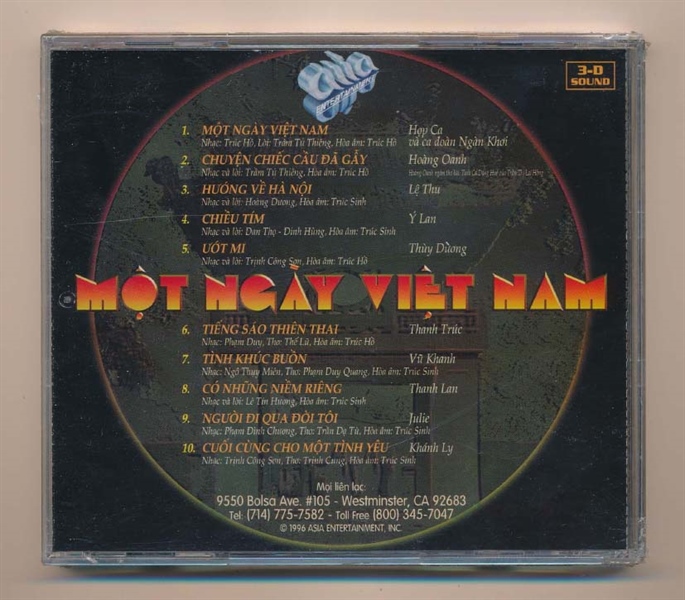 asia
ENTERTAINMENT
3-D
SOUND
1. MỘT NGÀY VIỆT NAM Hợp Ca
Nhạc: Trúc Hồ, Lời: Trầm Tử Thiêng, Hòa âm: Trúc Hồ và ca đoàn Ngàn Khơi
2. CHUYỆN CHIẾC CẦU ĐÃ GẪY Hoàng Oanh
Nhạc và lời: Trầm Tử Thiêng, Hòa âm: Trúc Hồ
3. HƯỚNG VỀ HÀ NỘI Lệ Thu
Nhạc và lời: Hoàng Dương, Hòa âm: Trúc Sinh
4. CHIỀU TÍM Ý Lan
Nhạc và lời: Đan Thọ - Đinh Hùng, Hòa âm: Trúc Sinh
5. ƯỚT MI Thùy Dương
Nhạc và lời: Trịnh Công Sơn, Hòa âm: Trúc Hồ
MỘT NGÀY VIỆT NAM
6. TIẾNG SÁO THIÊN THAI Thanh Trúc
Nhạc: Phạm Duy, Thơ: Thế Lữ, Hòa âm: Trúc Hồ
7. TÌNH KHÚC BUỒN Vũ Khanh
Nhạc: Ngô Thụy Miên, Thơ: Phạm Duy Quang, Hòa âm: Trúc Sinh
8. CÓ NHỮNG NIỀM RIÊNG Thanh Lan
Nhạc và lời: Lê Tín Hương, Hòa âm: Trúc Sinh
9. NGƯỜI ĐI QUA ĐỜI TÔI Julie
Nhạc: Phạm Đình Chương, Thơ: Trần Dạ Từ, Hòa âm: Trúc Sinh
10. CUỐI CÙNG CHO MỘT TÌNH YÊU Khánh Ly
Nhạc: Trịnh Công Sơn, Thơ: Trịnh Cung, Hòa âm: Trúc Sinh
Mọi liên lạc:
9550 Bolsa Ave. #105 - Westminster, CA 92683
Tel: (714) 775-7582 - Toll Free (800) 345-7047
© 1996 ASIA ENTERTAINMENT, INC.